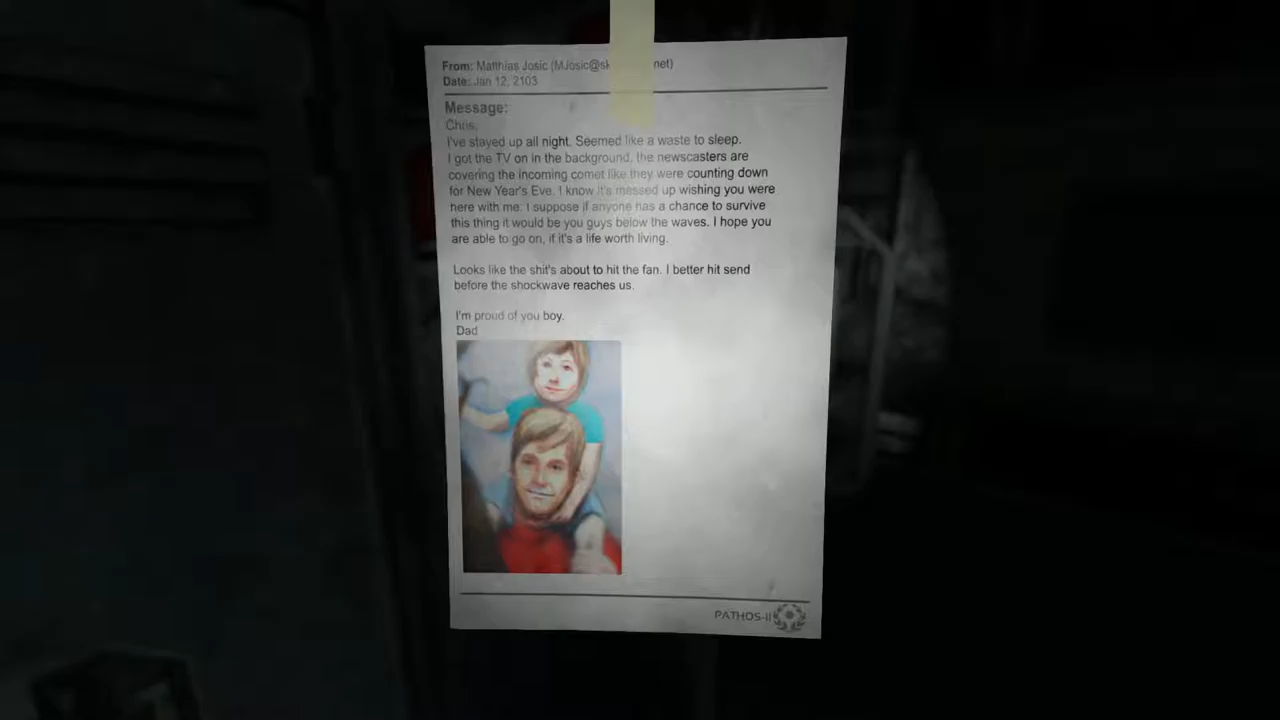 From: Matthias Josic (MJosic@sk net)
Date: Jan 12, 2103
Message:
Chris,
I've stayed up all night. Seemed like a waste to sleep.
I got the TV on in the background, the newscasters are
covering the incoming comet like they were counting down
for New Year's Eve. I know it's messed up wishing you were
here with me. I suppose if anyone has a chance to survive
this thing it would be you guys below the waves. I hope you
are able to go on, if it's a life worth living.
Looks like the shit's about to hit the fan. I better hit send
before the shockwave reaches us.
I'm proud of you boy.
Dad
PATHOS-II